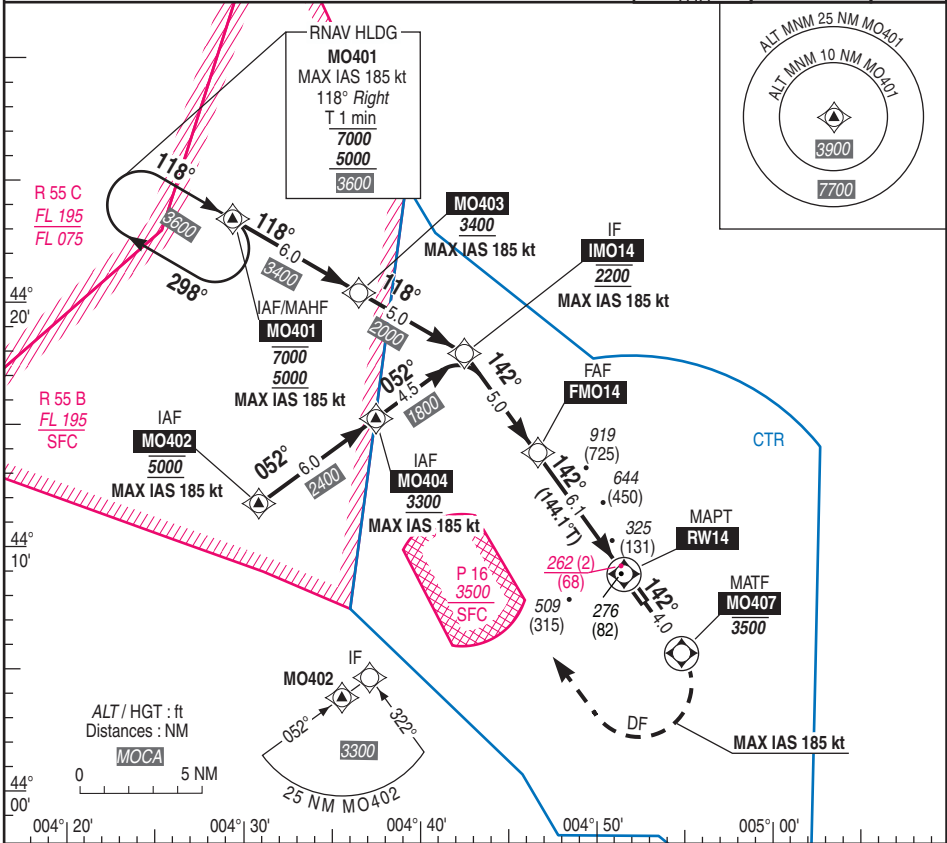 RNAV HLDG
MO401
MAX IAS 185 kt
118° Right
T 1 min
7000
5000
3600
ALT MNM 25 NM MO401
ALT MNM 10 NM MO401
3900
7700
R 55 C
FL 195
FL 075
118°
3600
298°
118°
6.0
3400
MO403
3400
MAX IAS 185 kt
118°
5.0
2000
IF
IMO14
2200
MAX IAS 185 kt
44°
20'
IAF/MAHF
MO401
7000
5000
MAX IAS 185 kt
R 55 B
FL 195
SFC
IAF
MO402
5000
MAX IAS 185 kt
052°
6.0
2400
052°
4.5
1800
IAF
MO404
3300
MAX IAS 185 kt
142°
5.0
FAF
FMO14
CTR
919
(725)
644
(450)
142°
6.1
(144.1°T)
325
(131)
MAPT
RW14
44°
10'
P 16
3500
SFC
262 (2)
(68)
509
(315)
276
(82)
142°
4.0
MATF
MO407
3500
DF
MAX IAS 185 kt
IF
MO402
052°
322°
3300
25 NM MO402
ALT / HGT : ft
Distances : NM
MOCA
0 5 NM
44°
00'
004° 20' 004° 30' 004° 40' 004° 50' 005° 00'